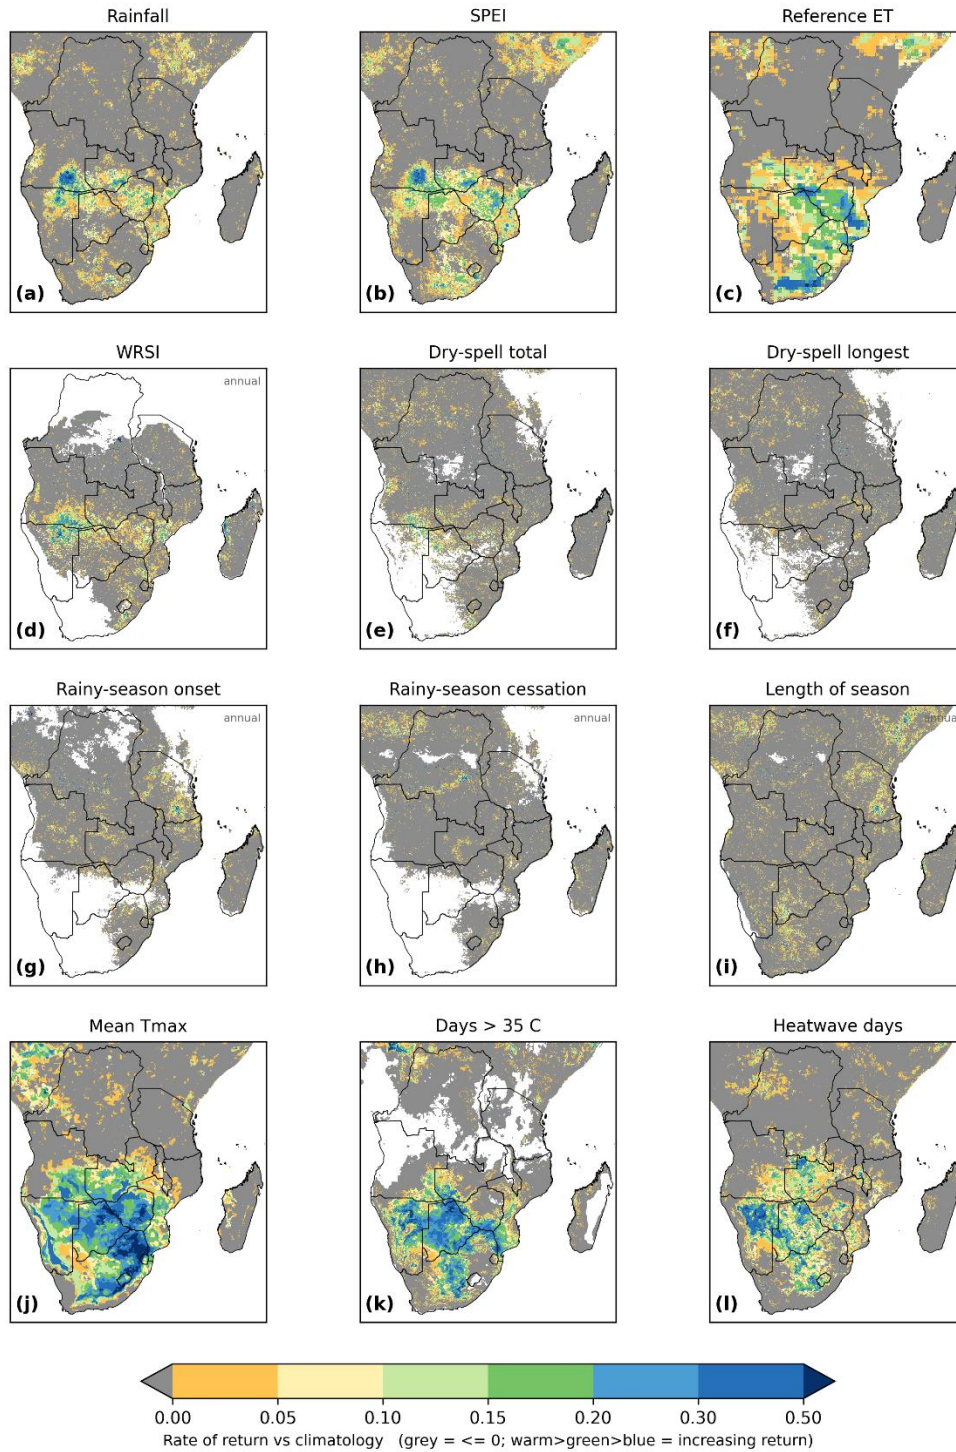 Rainfall
SPEI
Reference ET
(a)
(b)
(c)
WRSI
Dry-spell total
Dry-spell longest
annual
(d)
(e)
(f)
Rainy-season onset
Rainy-season cessation
Length of season
annual
annual
annual
(g)
(h)
(i)
Mean Tmax
Days > 35 C
Heatwave days
(j)
(k)
(l)
0.00 0.05 0.10 0.15 0.20 0.30 0.50
Rate of return vs climatology (grey = <= 0; warm>green>blue = increasing return)